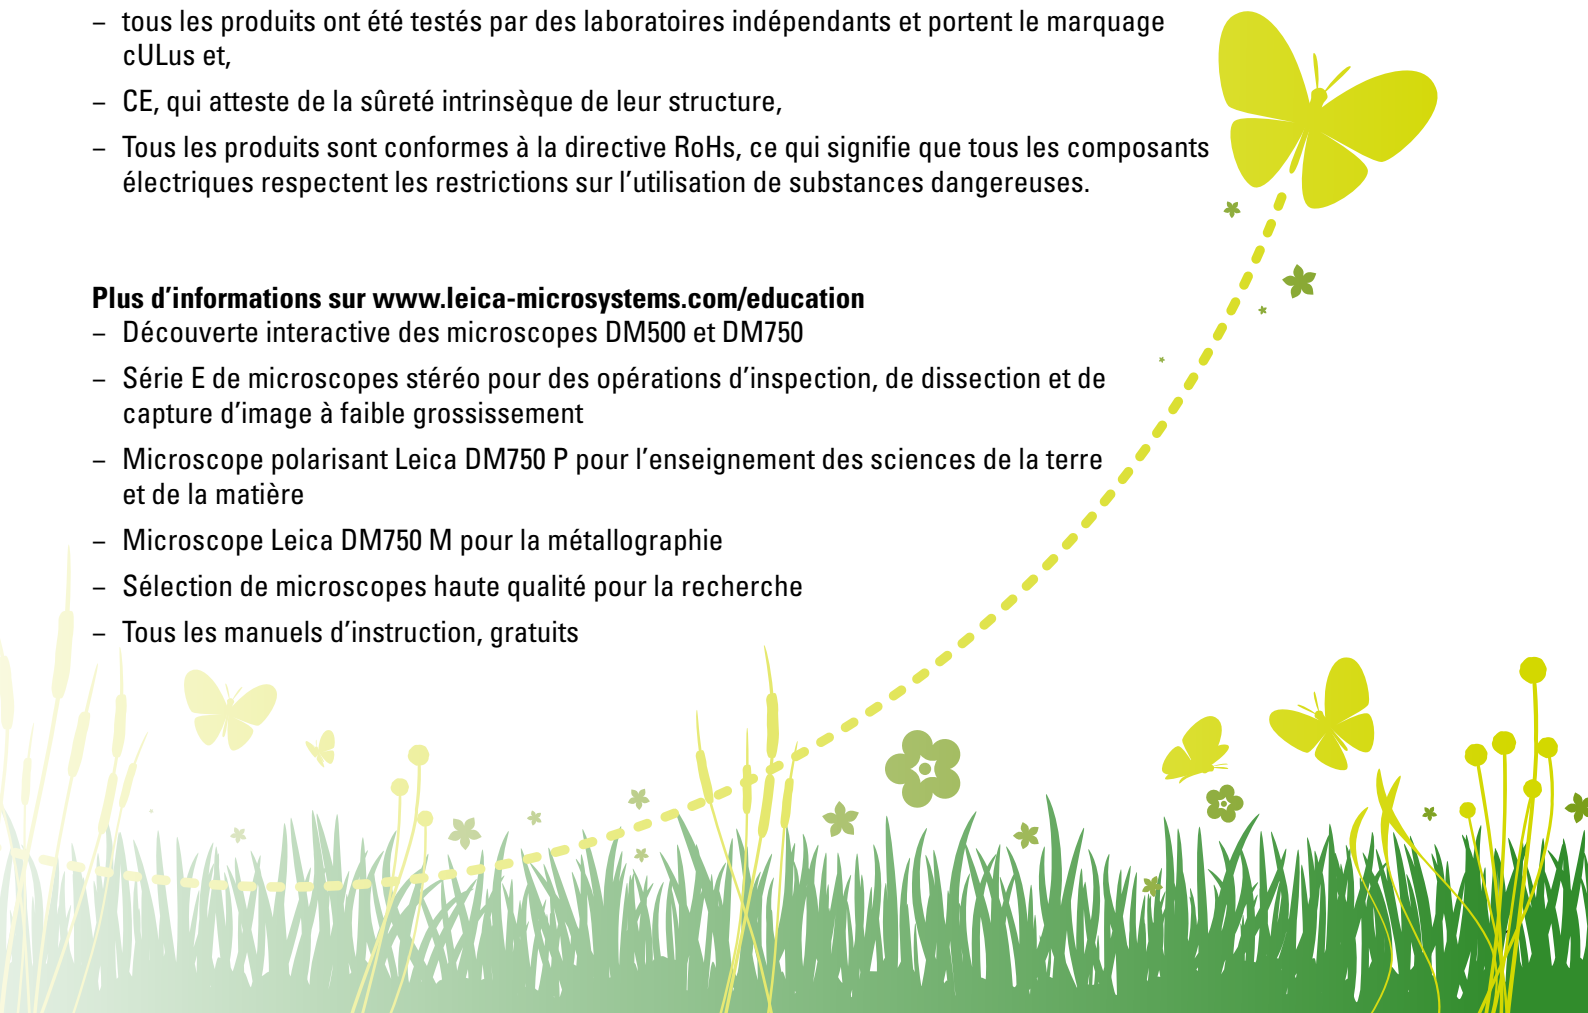 – tous les produits ont été testés par des laboratoires indépendants et portent le marquage
cULus et,
– CE, qui atteste de la sûreté intrinsèque de leur structure,
– Tous les produits sont conformes à la directive RoHs, ce qui signifie que tous les composants
électriques respectent les restrictions sur l’utilisation de substances dangereuses.
Plus d’informations sur www.leica-microsystems.com/education
– Découverte interactive des microscopes DM500 et DM750
– Série E de microscopes stéréo pour des opérations d’inspection, de dissection et de
capture d’image à faible grossissement
– Microscope polarisant Leica DM750 P pour l’enseignement des sciences de la terre
et de la matière
– Microscope Leica DM750 M pour la métallographie
– Sélection de microscopes haute qualité pour la recherche
– Tous les manuels d’instruction, gratuits